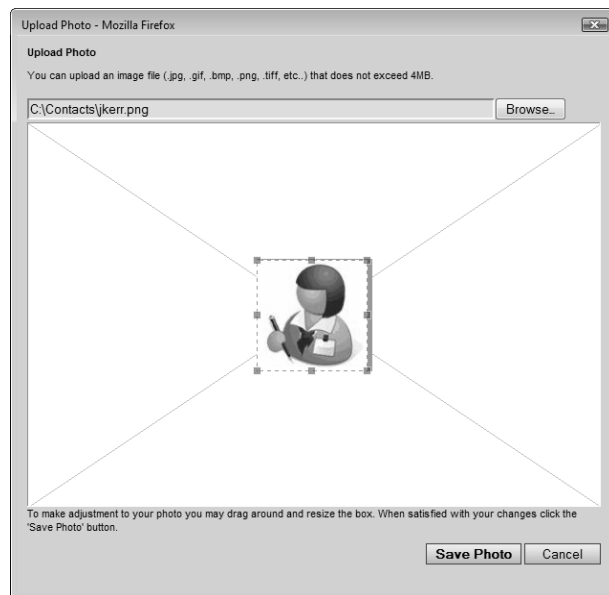 Upload Photo - Mozilla Firefox
Upload Photo
You can upload an image file (.jpg, .gif, .bmp, .png, .tiff, etc..) that does not exceed 4MB.
C:\Contacts\jkerr.png
Browse..
To make adjustment to your photo you may drag around and resize the box. When satisfied with your changes click the
'Save Photo' button.
Save Photo
Cancel